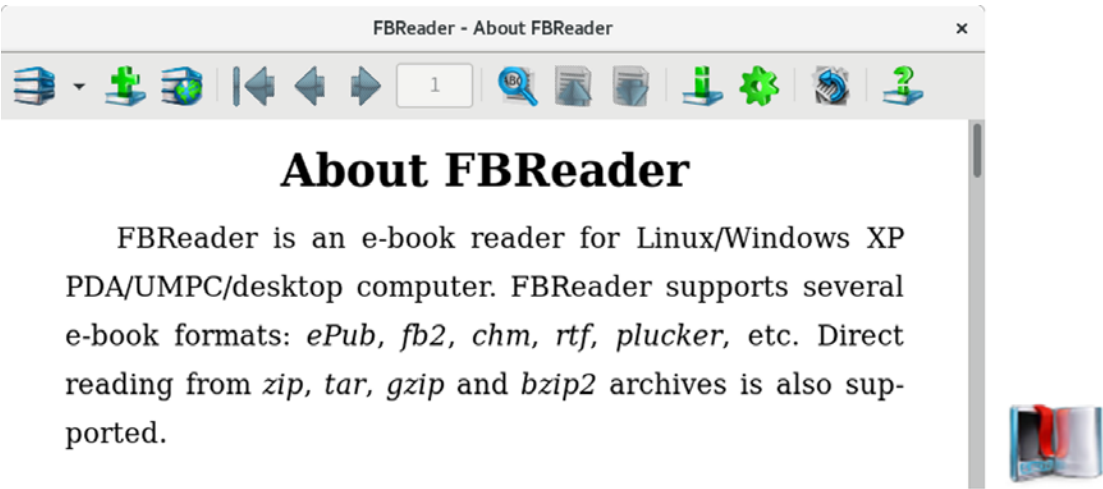 FBReader - About FBReader
1
ABC
About FBReader
FBReader is an e-book reader for Linux/Windows XP
PDA/UMPC/desktop computer. FBReader supports several
e-book formats: ePub, fb2, chm, rtf, plucker, etc. Direct
reading from zip, tar, gzip and bzip2 archives is also sup-
ported.